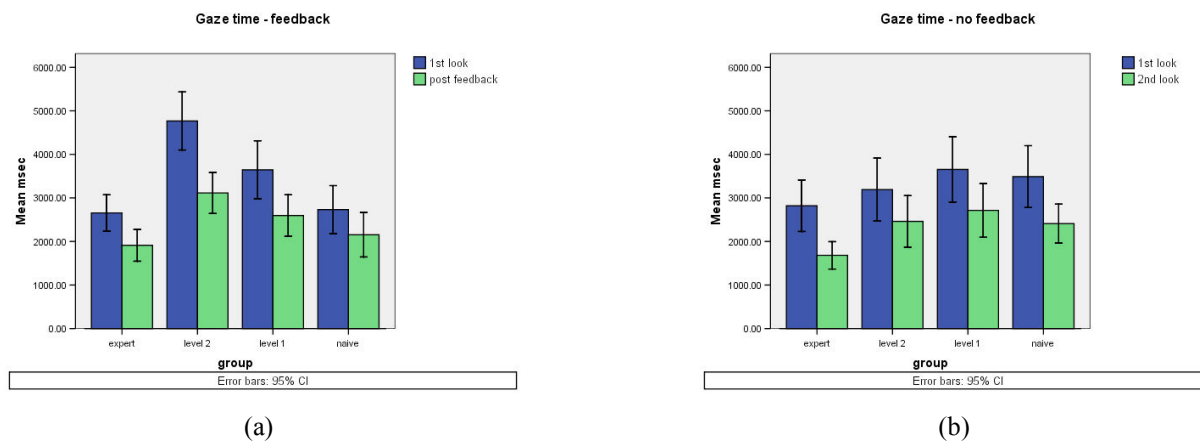 Gaze time - feedback
1st look
post feedback
6000.00
5000.00
4000.00
3000.00
2000.00
1000.00
0.00
Mean msec
expert level 2 level 1 naive
group
Error bars: 95% CI
(a)
Gaze time - no feedback
1st look
2nd look
6000.00
5000.00
4000.00
3000.00
2000.00
1000.00
0.00
Mean msec
expert level 2 level 1 naive
group
Error bars: 95% CI
(b)